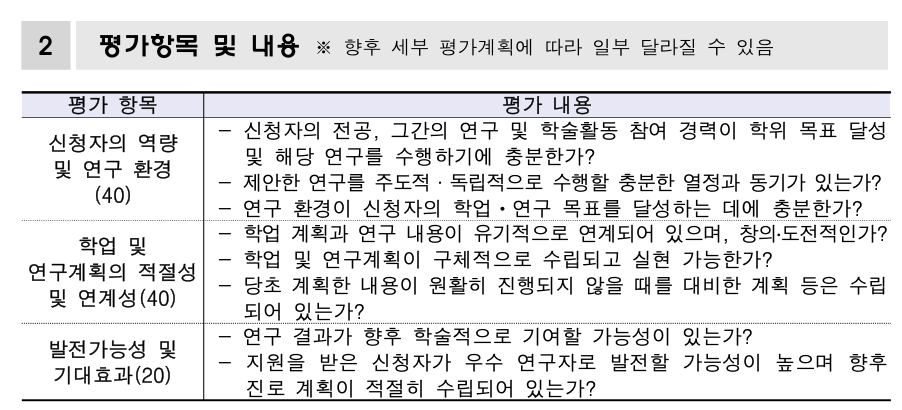 2 평가항목 및 내용 ※ 향후 세부 평가계획에 따라 일부 달라질 수 있음
평가 항목 평가 내용
신청자의 역량
및 연구 환경
(40)
- 신청자의 전공, 그간의 연구 및 학술활동 참여 경력이 학위 목표 달성
및 해당 연구를 수행하기에 충분한가?
- 제안한 연구를 주도적·독립적으로 수행할 충분한 열정과 동기가 있는가?
- 연구 환경이 신청자의 학업·연구 목표를 달성하는 데에 충분한가?
학업 및
연구계획의 적절성
및 연계성(40)
- 학업 계획과 연구 내용이 유기적으로 연계되어 있으며, 창의·도전적인가?
- 학업 및 연구계획이 구체적으로 수립되고 실현 가능한가?
- 당초 계획한 내용이 원활히 진행되지 않을 때를 대비한 계획 등은 수립
되어 있는가?
발전가능성 및
기대효과(20)
- 연구 결과가 향후 학술적으로 기여할 가능성이 있는가?
- 지원을 받은 신청자가 우수 연구자로 발전할 가능성이 높으며 향후
진로 계획이 적절히 수립되어 있는가?